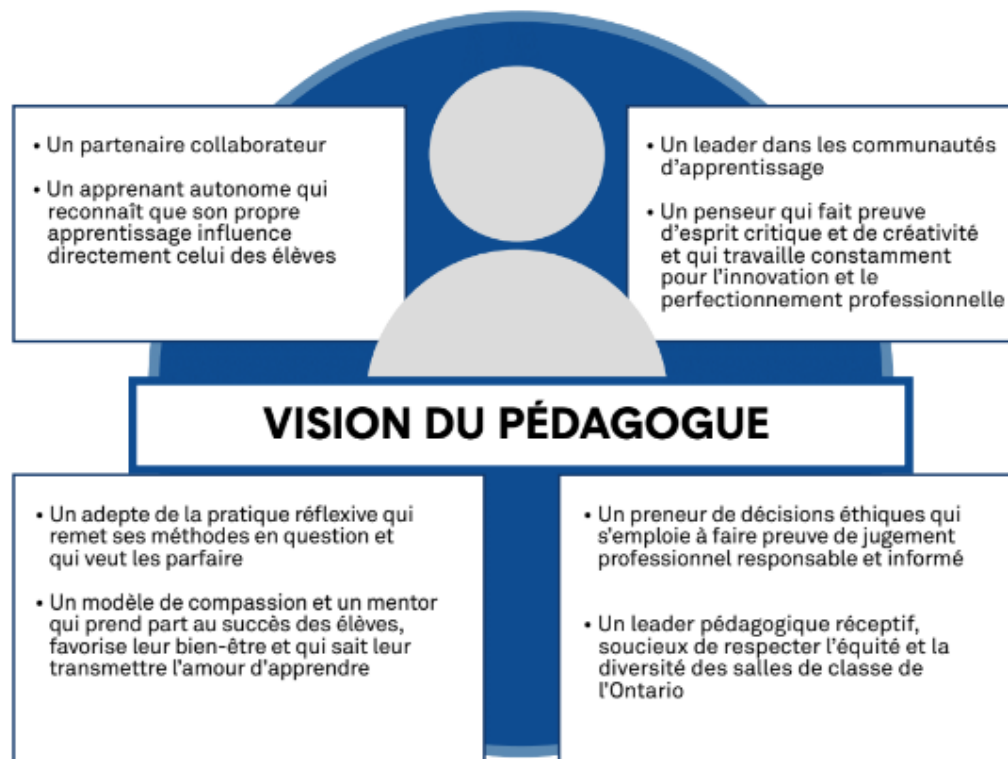 • Un partenaire collaborateur
• Un apprenant autonome qui
reconnaît que son propre
apprentissage influence
directement celui des élèves
• Un leader dans les communautés
d’apprentissage
• Un penseur qui fait preuve
d’esprit critique et de créativité
et qui travaille constamment
pour l’innovation et le
perfectionnement professionnelle
VISION DU PÉDAGOGUE
• Un adepte de la pratique réflexive qui
remet ses méthodes en question et
qui veut les parfaire
• Un modèle de compassion et un mentor
qui prend part au succès des élèves,
favorise leur bien-être et qui sait leur
transmettre l’amour d’apprendre
• Un preneur de décisions éthiques qui
s’emploie à faire preuve de jugement
professionnel responsable et informé
• Un leader pédagogique réceptif,
soucieux de respecter l’équité et la
diversité des salles de classe de
l’Ontario